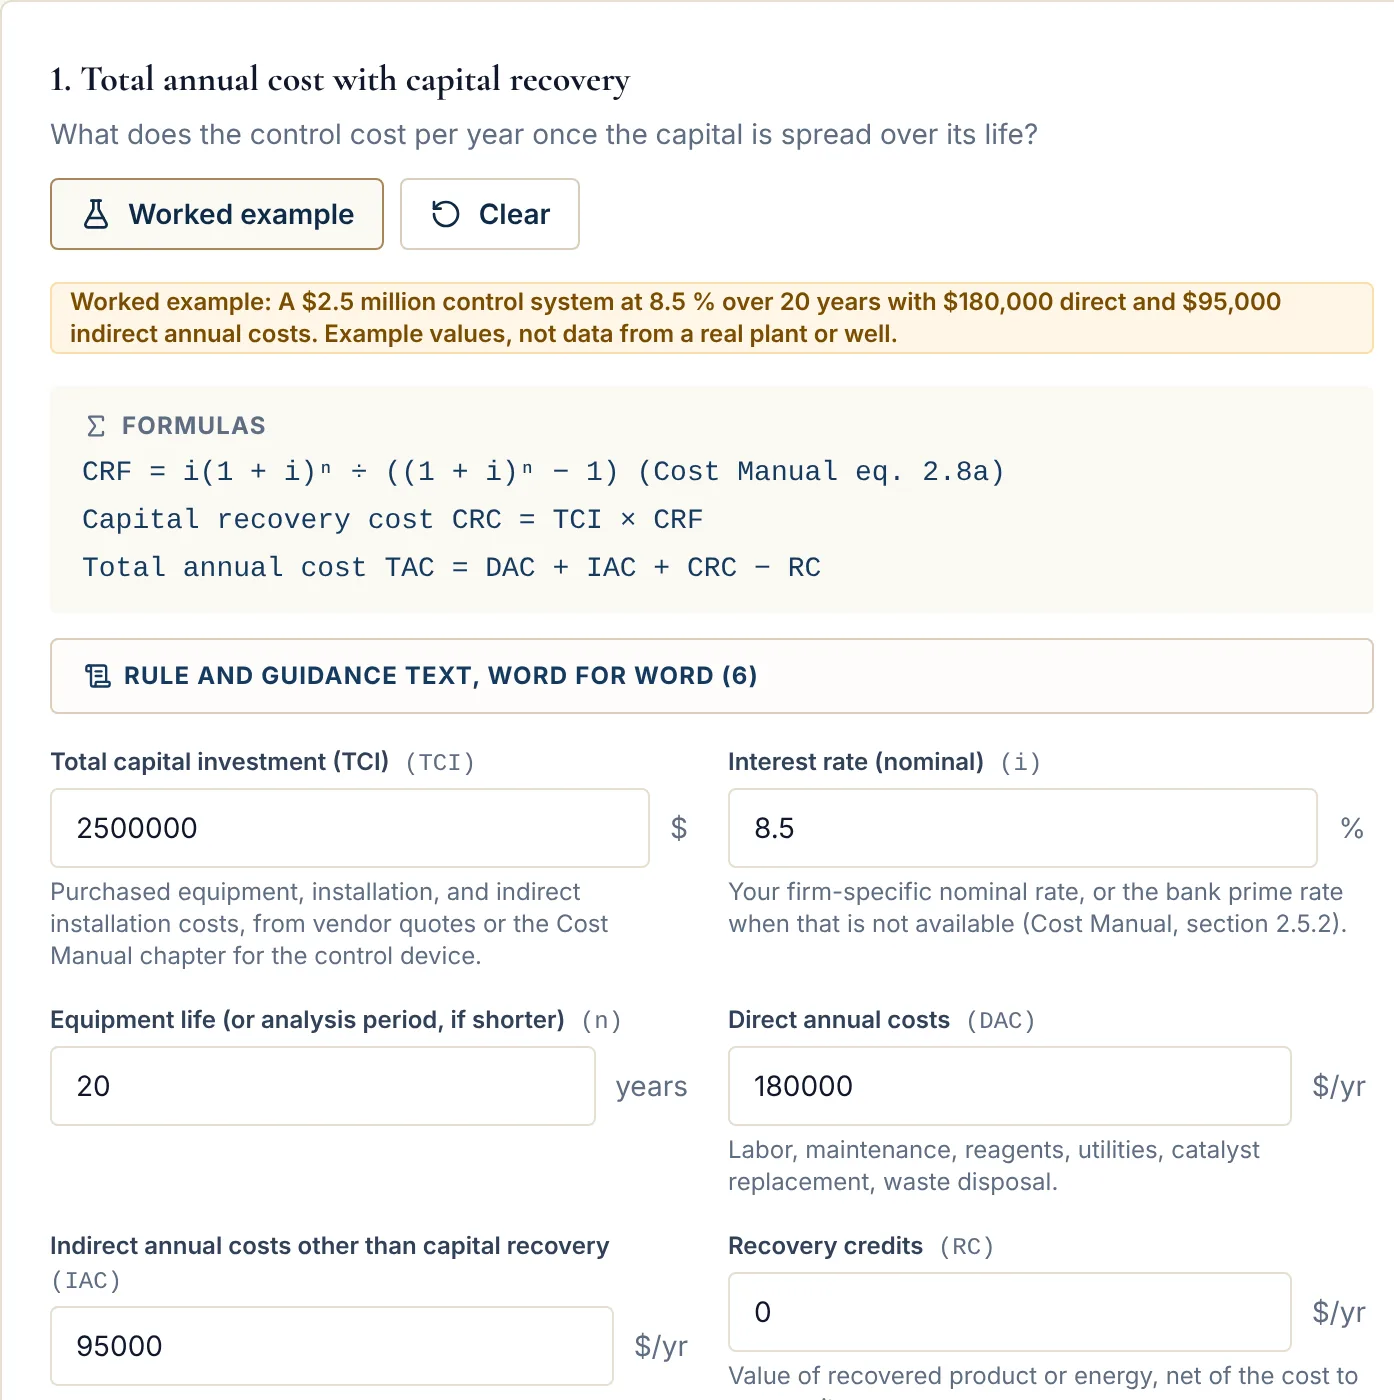 1. Total annual cost with capital recovery
What does the control cost per year once the capital is spread over its life?
Worked example
Clear
Worked example: A $2.5 million control system at 8.5 % over 20 years with $180,000 direct and $95,000
indirect annual costs. Example values, not data from a real plant or well.
FORMULAS
CRF = i(1 + i)ⁿ ÷ ((1 + i)ⁿ − 1) (Cost Manual eq. 2.8a)
Capital recovery cost CRC = TCI × CRF
Total annual cost TAC = DAC + IAC + CRC − RC
RULE AND GUIDANCE TEXT, WORD FOR WORD (6)
Total capital investment (TCI) (TCI)
2500000 $
Purchased equipment, installation, and indirect
installation costs, from vendor quotes or the Cost
Manual chapter for the control device.
Interest rate (nominal) (i)
8.5 %
Your firm-specific nominal rate, or the bank prime rate
when that is not available (Cost Manual, section 2.5.2).
Equipment life (or analysis period, if shorter) (n)
20 years
Direct annual costs (DAC)
180000 $/yr
Labor, maintenance, reagents, utilities, catalyst
replacement, waste disposal.
Indirect annual costs other than capital recovery
(IAC)
95000 $/yr
Recovery credits (RC)
0 $/yr
Value of recovered product or energy, net of the cost to